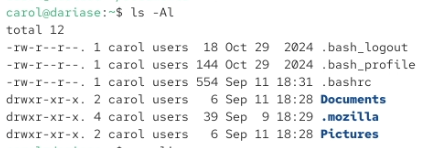 carol@dariase:~$ ls -Al
total 12
-rw-r--r--. 1 carol users  18 Oct 29  2024 .bash_logout
-rw-r--r--. 1 carol users 144 Oct 29  2024 .bash_profile
-rw-r--r--. 1 carol users 554 Sep 11 18:31 .bashrc
drwxr-xr-x. 2 carol users   6 Sep 11 18:28 Documents
drwxr-xr-x. 4 carol users  39 Sep  9 18:29 .mozilla
drwxr-xr-x. 2 carol users   6 Sep 11 18:28 Pictures